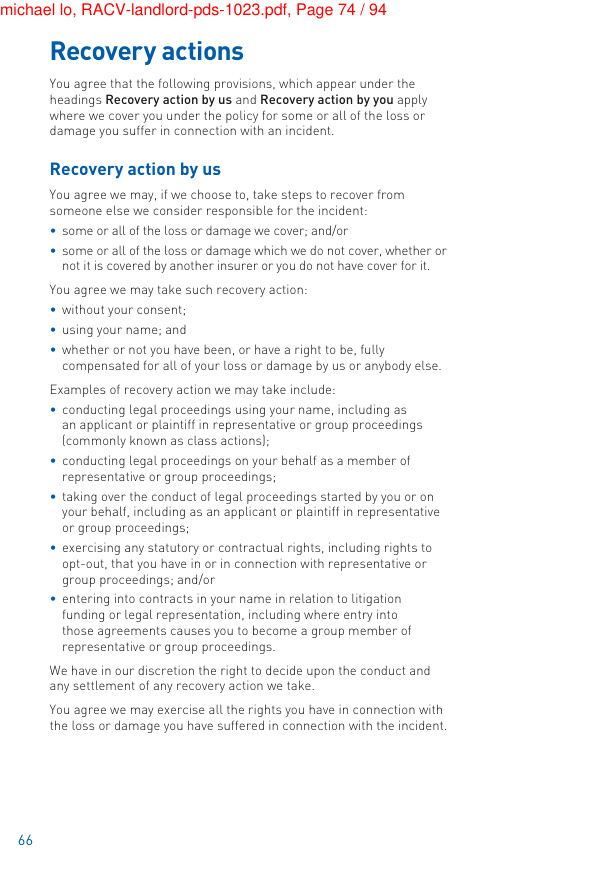 michael lo, RACV-landlord-pds-1023.pdf, Page 74 / 94
Recovery actions
You agree that the following provisions, which appear under the
headings Recovery action by us and Recovery action by you apply
where we cover you under the policy for some or all of the loss or
damage you suffer in connection with an incident.
Recovery action by us
You agree we may, if we choose to, take steps to recover from
someone else we consider responsible for the incident:
• some or all of the loss or damage we cover; and/or
• some or all of the loss or damage which we do not cover, whether or
not it is covered by another insurer or you do not have cover for it.
You agree we may take such recovery action:
• without your consent;
• using your name; and
• whether or not you have been, or have a right to be, fully
compensated for all of your loss or damage by us or anybody else.
Examples of recovery action we may take include:
• conducting legal proceedings using your name, including as
an applicant or plaintiff in representative or group proceedings
(commonly known as class actions);
• conducting legal proceedings on your behalf as a member of
representative or group proceedings;
• taking over the conduct of legal proceedings started by you or on
your behalf, including as an applicant or plaintiff in representative
or group proceedings;
• exercising any statutory or contractual rights, including rights to
opt-out, that you have in or in connection with representative or
group proceedings; and/or
• entering into contracts in your name in relation to litigation
funding or legal representation, including where entry into
those agreements causes you to become a group member of
representative or group proceedings.
We have in our discretion the right to decide upon the conduct and
any settlement of any recovery action we take.
You agree we may exercise all the rights you have in connection with
the loss or damage you have suffered in connection with the incident.
66